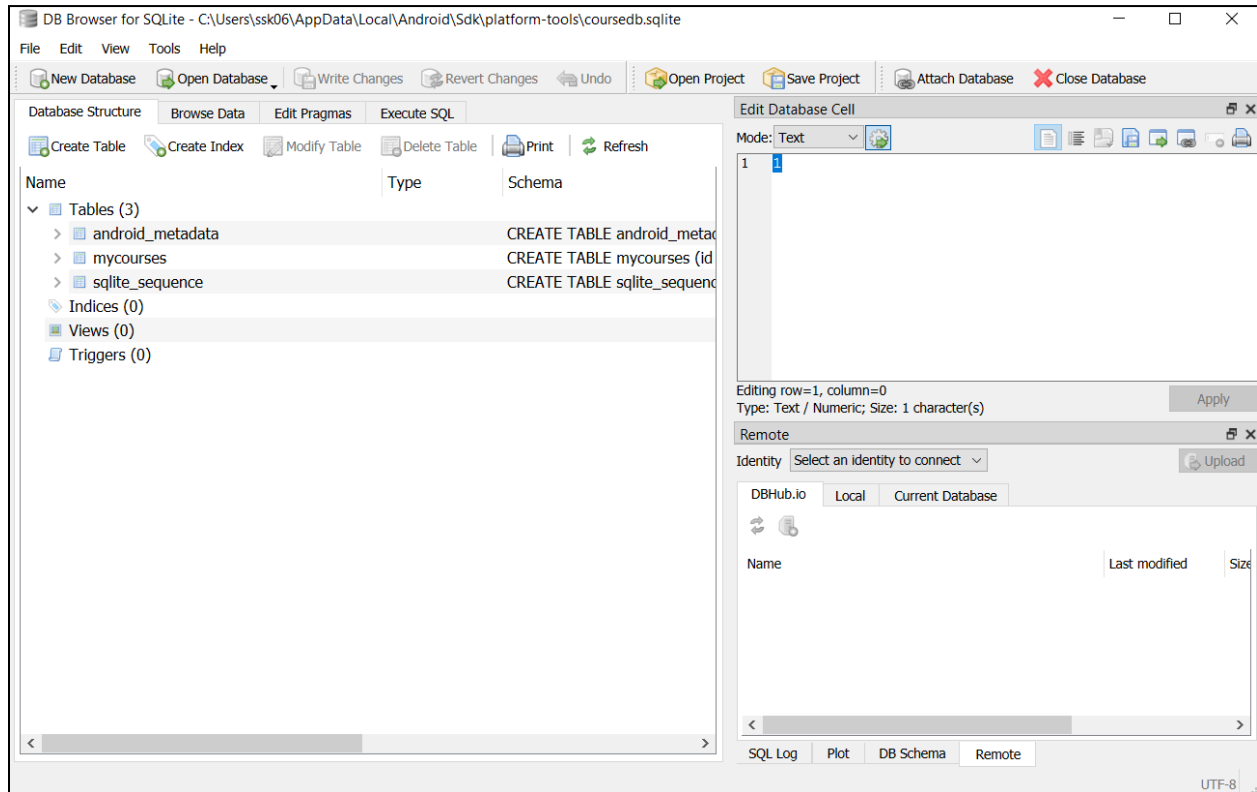 DB Browser for SQLite - C:\Users\ssk06\AppData\Local\Android\Sdk\platform-tools\coursedb.sqlite
File Edit View Tools Help
New Database Open Database Write Changes Revert Changes Undo Open Project Save Project Attach Database Close Database
Database Structure Browse Data Edit Pragmas Execute SQL
Create Table Create Index Modify Table Delete Table Print Refresh
Name Type Schema
Tables (3)
android_metadata CREATE TABLE android_metad
mycourses CREATE TABLE mycourses (id
sqlite_sequence CREATE TABLE sqlite_sequenc
Indices (0)
Views (0)
Triggers (0)
Edit Database Cell
Mode: Text
1 1
Editing row=1, column=0
Type: Text / Numeric; Size: 1 character(s)
Apply
Remote
Identity Select an identity to connect Upload
DBHub.io Local Current Database
Name Last modified Size
SQL Log Plot DB Schema Remote
UTF-8